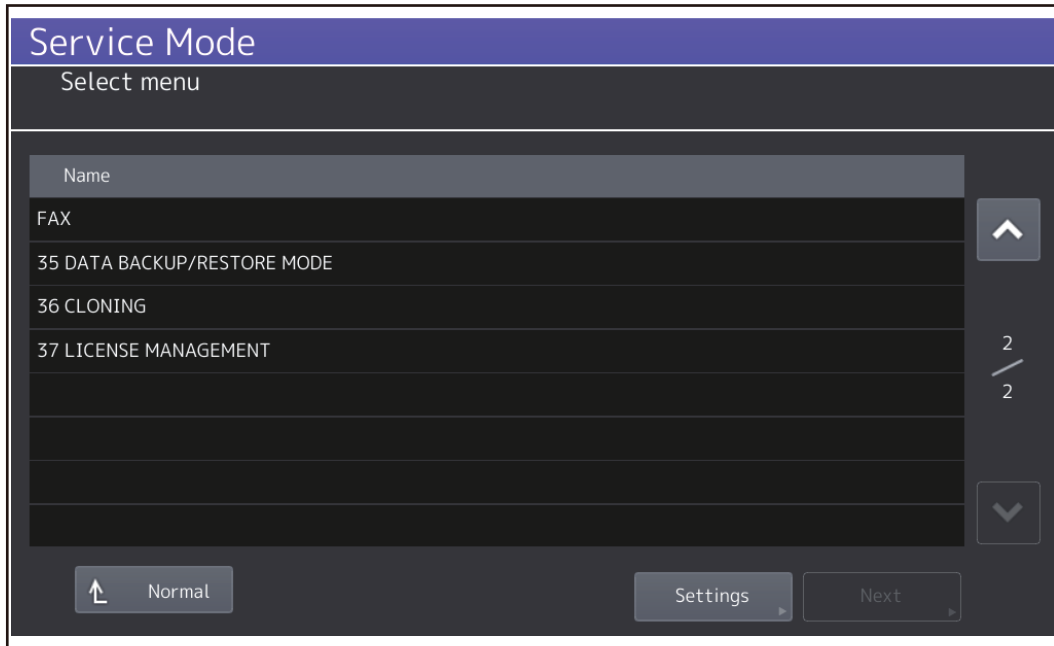 Service Mode
Select menu
Name
FAX
35 DATA BACKUP/RESTORE MODE
36 CLONING
37 LICENSE MANAGEMENT
2
2
Normal
Settings
Next